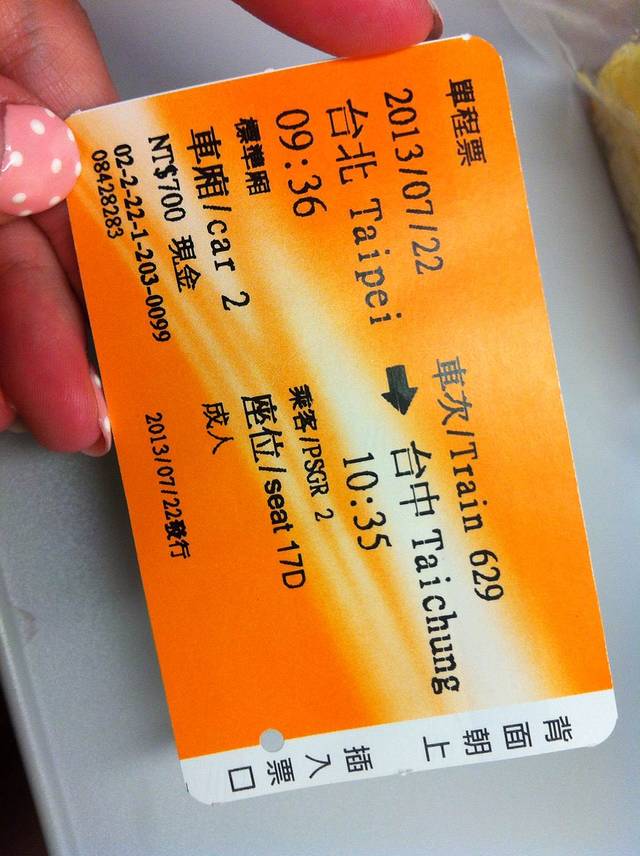 單程票
2013/07/22 車次/Train 629
台北 Taipei → 台中 Taichung
09:36 10:35
標準廂 乘客/PSGR 2
車廂/car 2 座位/seat 17D
NT$700 現金 成人
02-2-22-1-203-0099
08428283 2013/07/22發行
背面朝上
插入票口